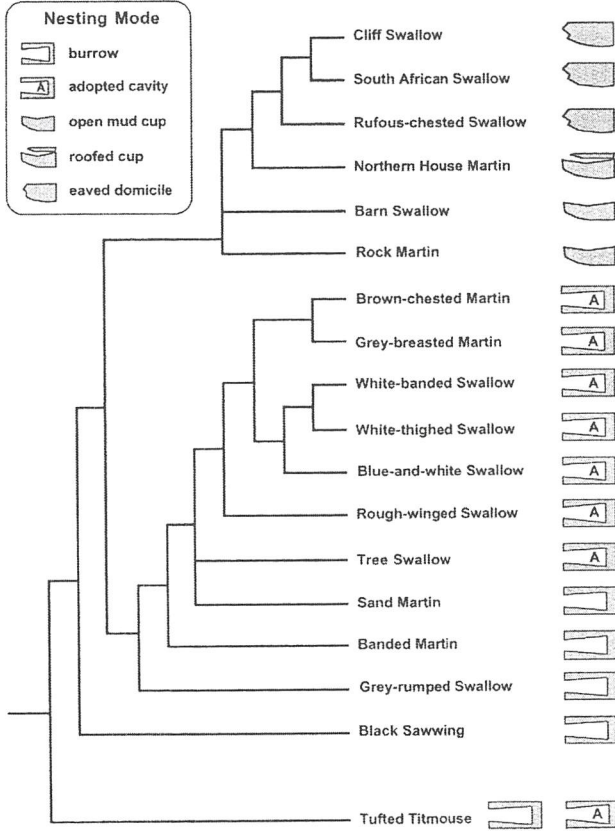 Nesting Mode
burrow
A adopted cavity
open mud cup
roofed cup
eaved domicile
Cliff Swallow
South African Swallow
Rufous-chested Swallow
Northern House Martin
Barn Swallow
Rock Martin
Brown-chested Martin A
Grey-breasted Martin A
White-banded Swallow A
White-thighed Swallow A
Blue-and-white Swallow A
Rough-winged Swallow A
Tree Swallow A
Sand Martin
Banded Martin
Grey-rumped Swallow
Black Sawwing
Tufted Titmouse A